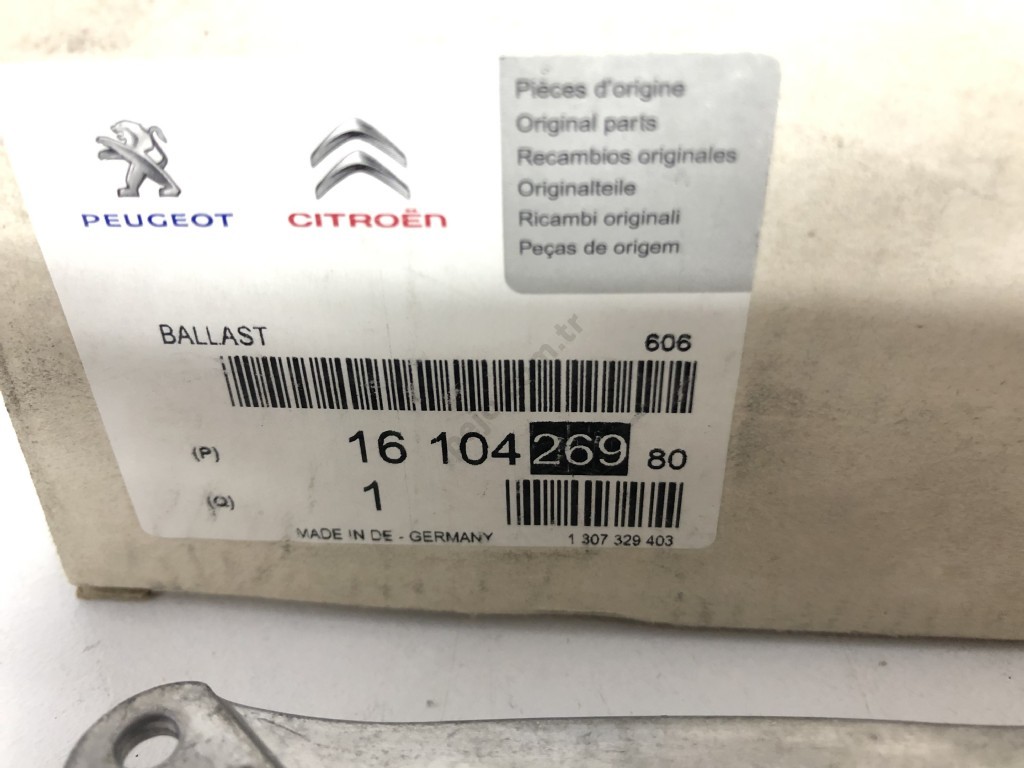 Pièces d'origine
Original parts
Recambios originales
Originalteile
Ricambi originali
Peças de origem
PEUGEOT
CITROËN
BALLAST
606
(P) 16 104 269 80
(Q) 1
MADE IN DE - GERMANY
1 307 329 403